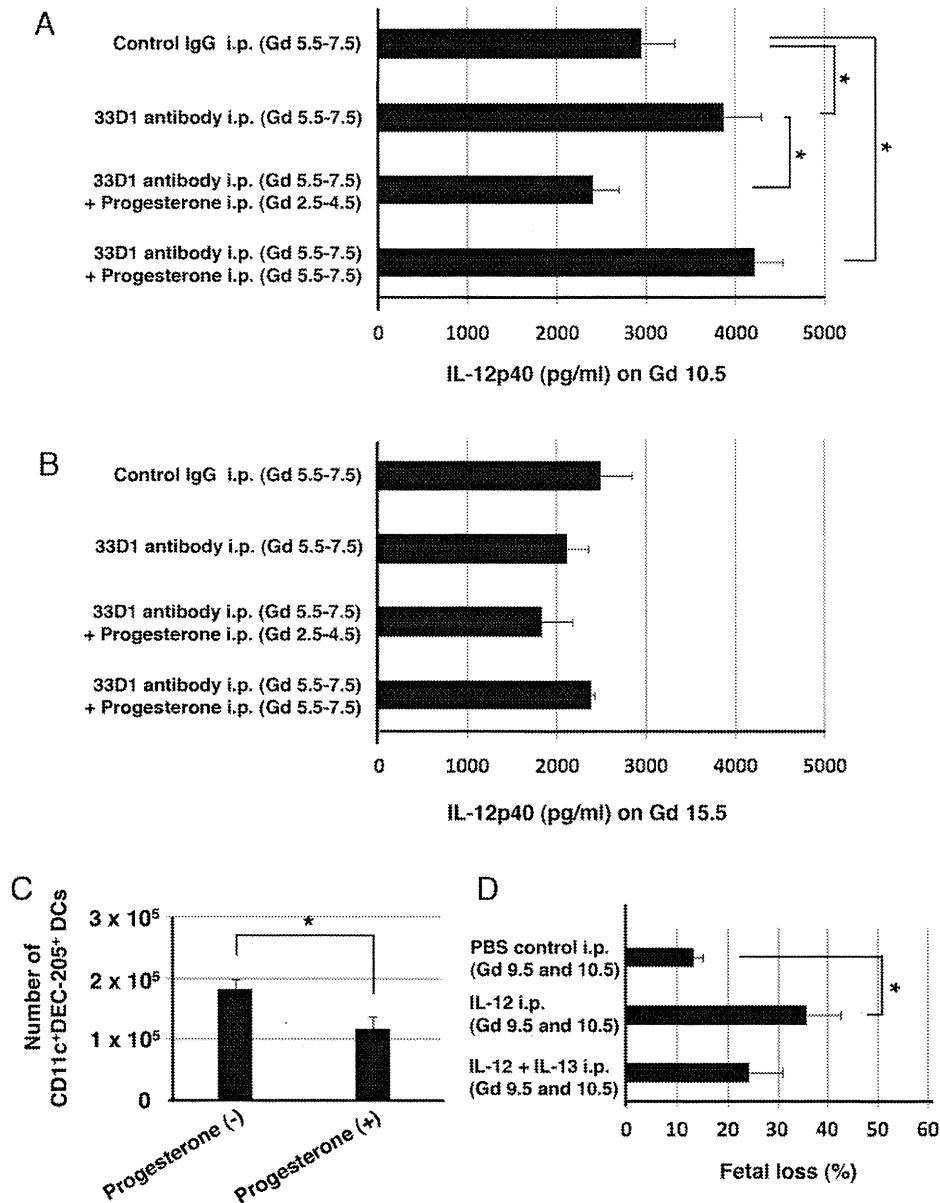 A
Control IgG i.p. (Gd 5.5-7.5)
33D1 antibody i.p. (Gd 5.5-7.5)
33D1 antibody i.p. (Gd 5.5-7.5)
+ Progesterone i.p. (Gd 2.5-4.5)
33D1 antibody i.p. (Gd 5.5-7.5)
+ Progesterone i.p. (Gd 5.5-7.5)
*
*
*
0 1000 2000 3000 4000 5000
IL-12p40 (pg/ml) on Gd 10.5
B
Control IgG i.p. (Gd 5.5-7.5)
33D1 antibody i.p. (Gd 5.5-7.5)
33D1 antibody i.p. (Gd 5.5-7.5)
+ Progesterone i.p. (Gd 2.5-4.5)
33D1 antibody i.p. (Gd 5.5-7.5)
+ Progesterone i.p. (Gd 5.5-7.5)
0 1000 2000 3000 4000 5000
IL-12p40 (pg/ml) on Gd 15.5
C
Number of
CD11c⁺DEC-205⁺ DCs
3 x 10⁵
2 x 10⁵
1 x 10⁵
0
*
Progesterone (-)
Progesterone (+)
D
PBS control i.p.
(Gd 9.5 and 10.5)
IL-12 i.p.
(Gd 9.5 and 10.5)
IL-12 + IL-13 i.p.
(Gd 9.5 and 10.5)
*
0 10 20 30 40 50 60
Fetal loss (%)